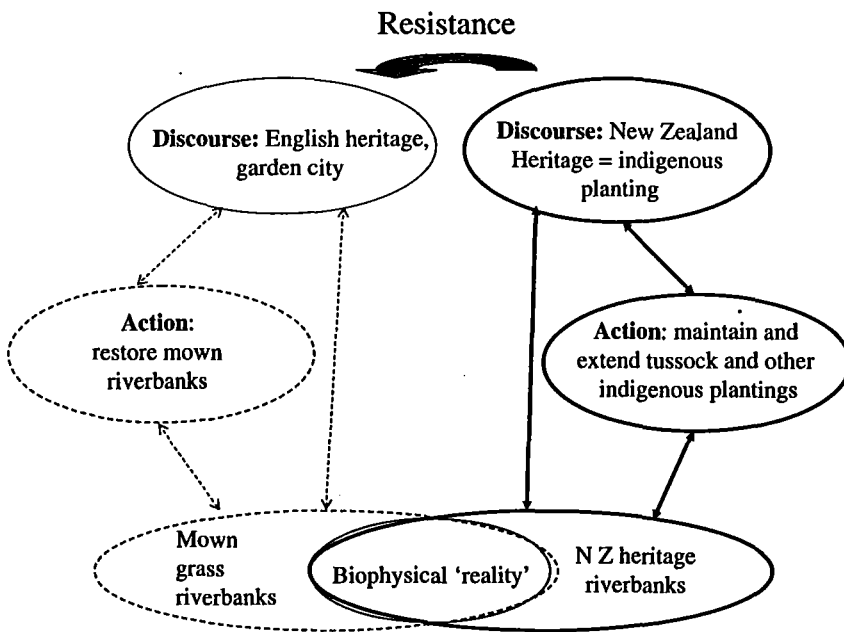 Resistance
Discourse: English heritage,
garden city
Discourse: New Zealand
Heritage = indigenous
planting
Action:
restore mown
riverbanks
Action: maintain and
extend tussock and other
indigenous plantings
Mown
grass
riverbanks
Biophysical ‘reality’
N Z heritage
riverbanks